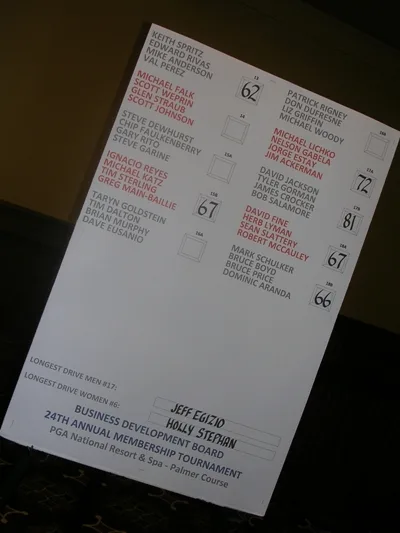 KEITH SPRITZ
EDWARD RIVAS
MIKE ANDERSON
VAL PEREZ
62
MICHAEL FALK
SCOTT WEPRIN
GLEN STRAUB
SCOTT JOHNSON
STEVE DEWHURST
CHIP FAULKENBERRY
GARY RITO
STEVE GARINE
IGNACIO REYES
MICHAEL KATZ
TIM STERLING
GREG MAIN-BAILLIE
67
TARYN GOLDSTEIN
TIM DALTON
BRIAN MURPHY
DAVE EUSANIO
PATRICK RIGNEY
DON DUFRESNE
LIZ GRIFFIN
MICHAEL WOODY
MICHAEL LICHKO
NELSON GABELA
JORGE ESTAY
JIM ACKERMAN
72
DAVID JACKSON
TYLER GORMAN
JAMES CROCKER
BOB SALAMORE
81
DAVID FINE
HERB LYMAN
SEAN SLATTERY
ROBERT MCCAULEY
67
MARK SCHULKER
BRUCE BOYD
BRUCE PRICE
DOMINIC ARANDA
66
LONGEST DRIVE MEN #17:
JEFF EGIZIO
LONGEST DRIVE WOMEN #6:
HOLLY STEPHAN
BUSINESS DEVELOPMENT BOARD
24TH ANNUAL MEMBERSHIP TOURNAMENT
PGA National Resort & Spa - Palmer Course